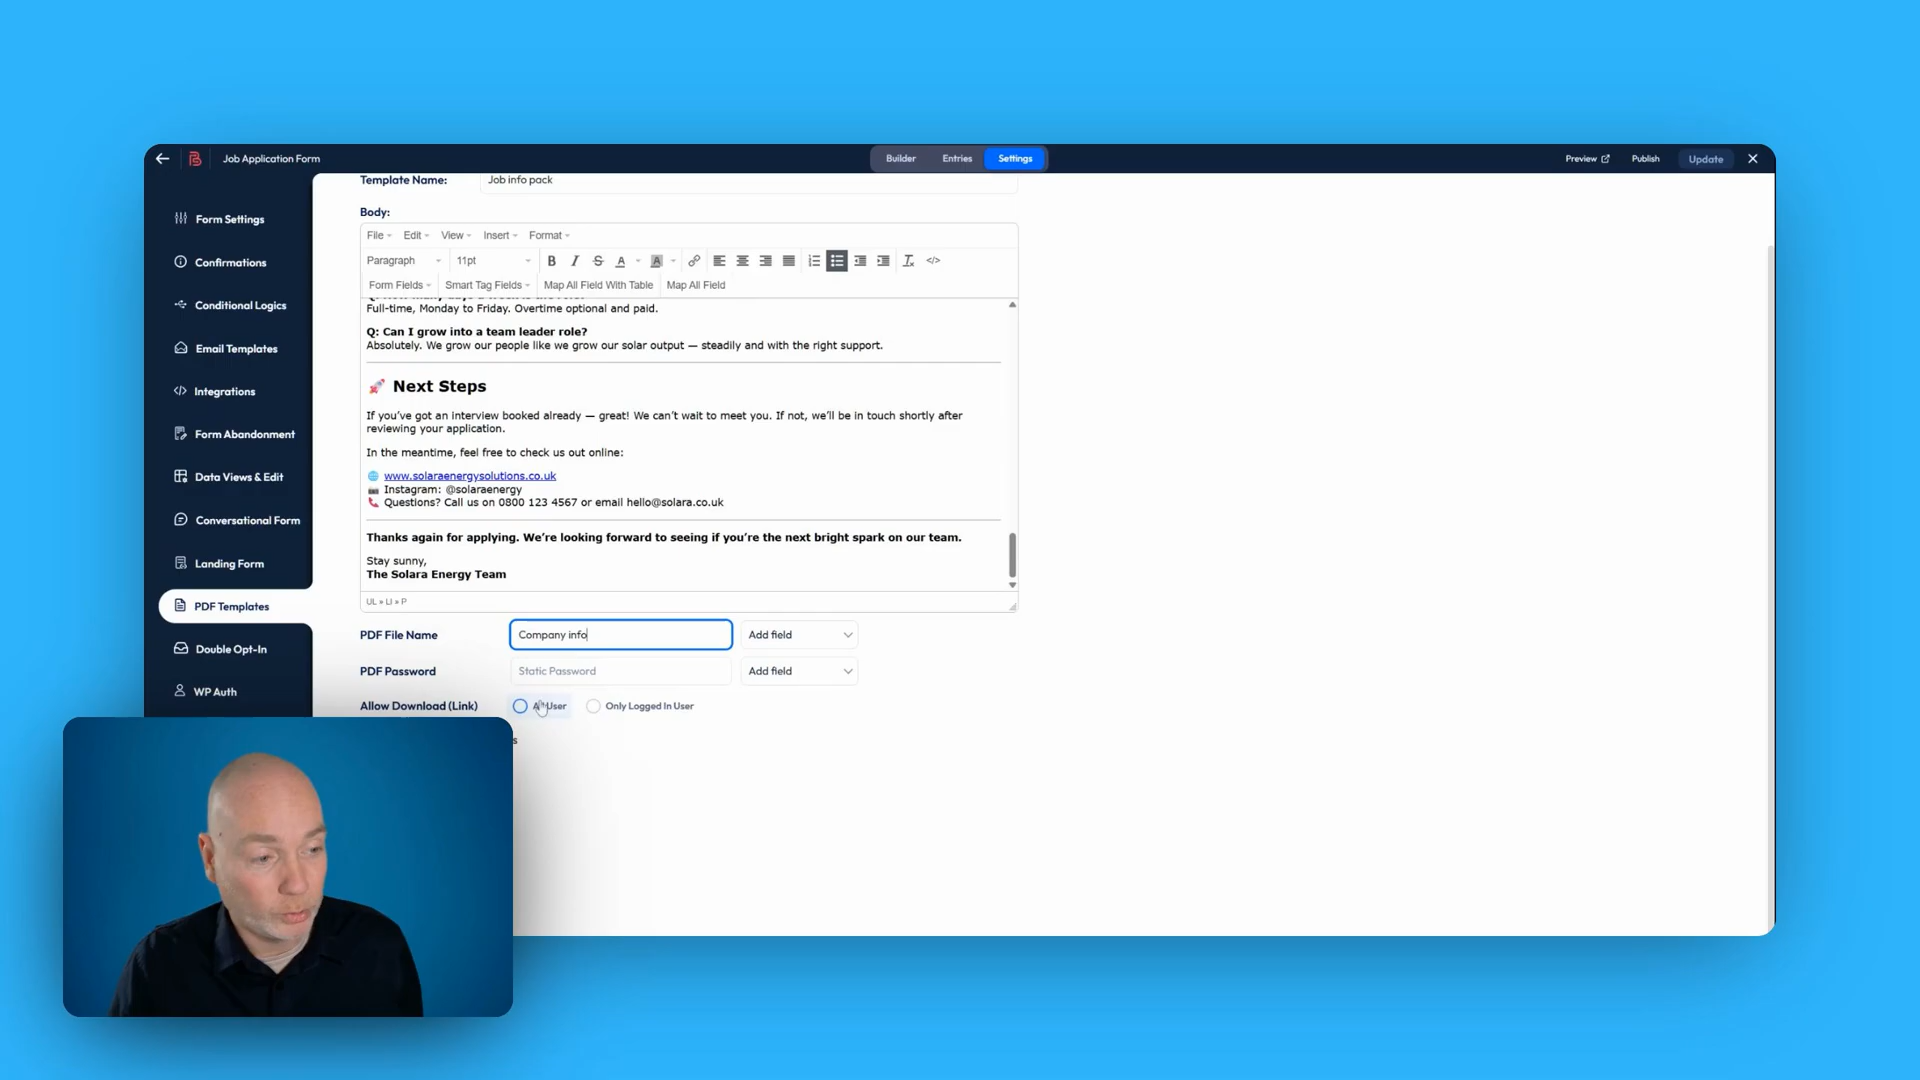 Job Application Form
Builder
Entries
Settings
Preview
Publish
Update
Form Settings
Confirmations
Conditional Logics
Email Templates
Integrations
Form Abandonment
Data Views & Edit
Conversational Form
Landing Form
PDF Templates
Double Opt-In
WP Auth
Template Name:
Job info pack
Body:
File
Edit
View
Insert
Format
Paragraph
11pt
Form Fields
Smart Tag Fields
Map All Field With Table
Map All Field
Full-time, Monday to Friday. Overtime optional and paid.
Q: Can I grow into a team leader role?
Absolutely. We grow our people like we grow our solar output — steadily and with the right support.
🚀 Next Steps
If you’ve got an interview booked already — great! We can’t wait to meet you. If not, we’ll be in touch shortly after
reviewing your application.
In the meantime, feel free to check us out online:
🌐 www.solaraenergysolutions.co.uk
📷 Instagram: @solaraenergy
📞 Questions? Call us on 0800 123 4567 or email hello@solara.co.uk
Thanks again for applying. We’re looking forward to seeing if you’re the next bright spark on our team.
Stay sunny,
The Solara Energy Team
UL » LI » P
PDF File Name
Company info
Add field
PDF Password
Static Password
Add field
Allow Download (Link)
User
Only Logged In User